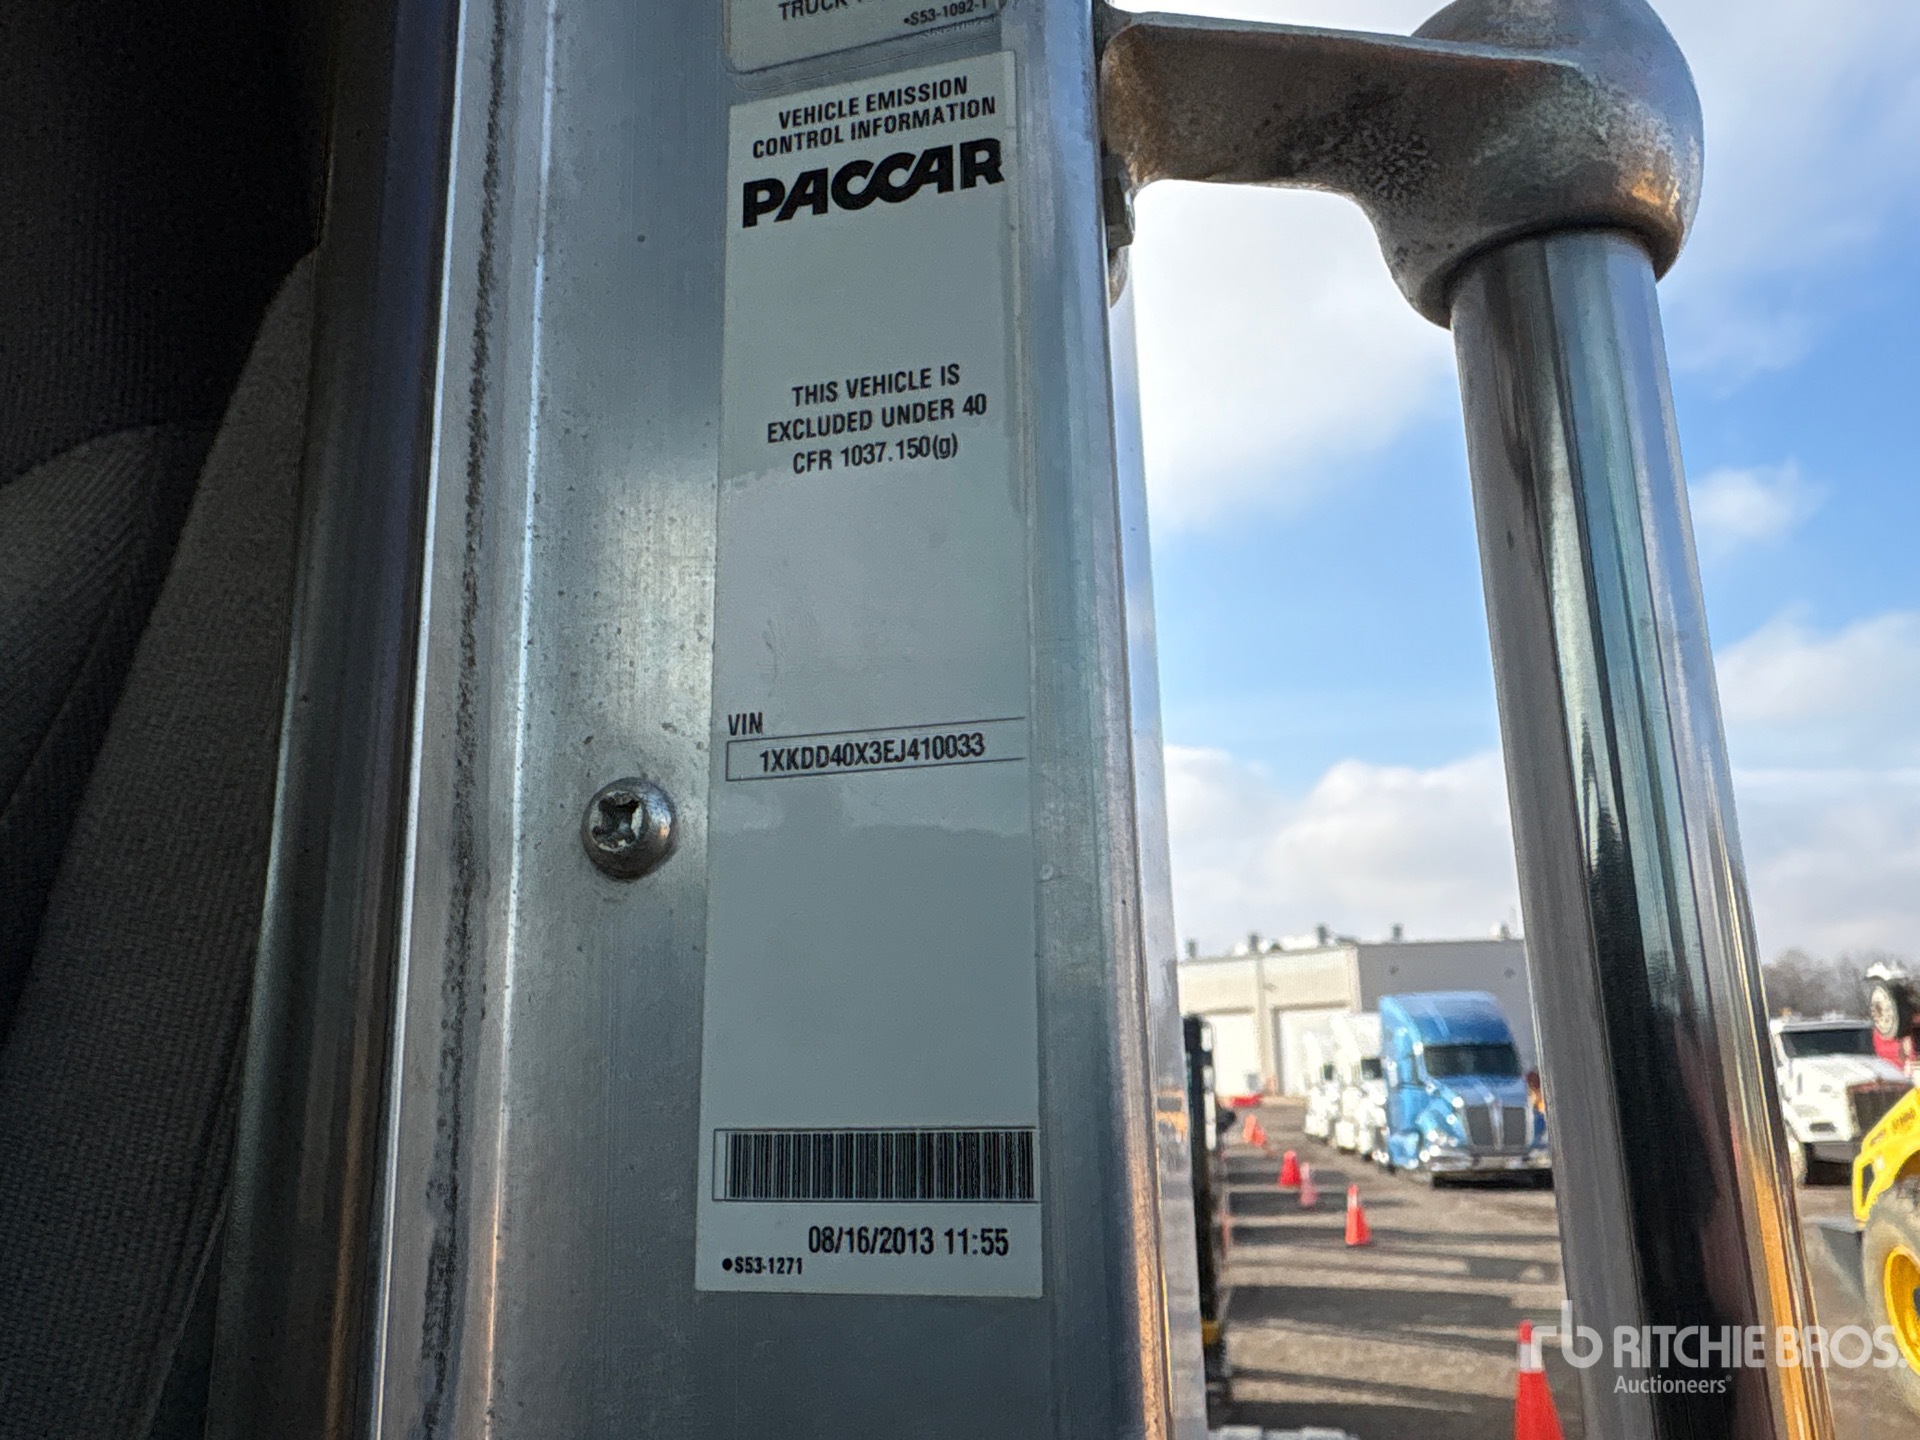 TRUCK
•S53-1092-1
VEHICLE EMISSION
CONTROL INFORMATION
PACCAR
THIS VEHICLE IS
EXCLUDED UNDER 40
CFR 1037.150(g)
VIN
1XKDD40X3EJ410033
08/16/2013 11:55
•S53-1271
rb RITCHIE BROS.
Auctioneers®